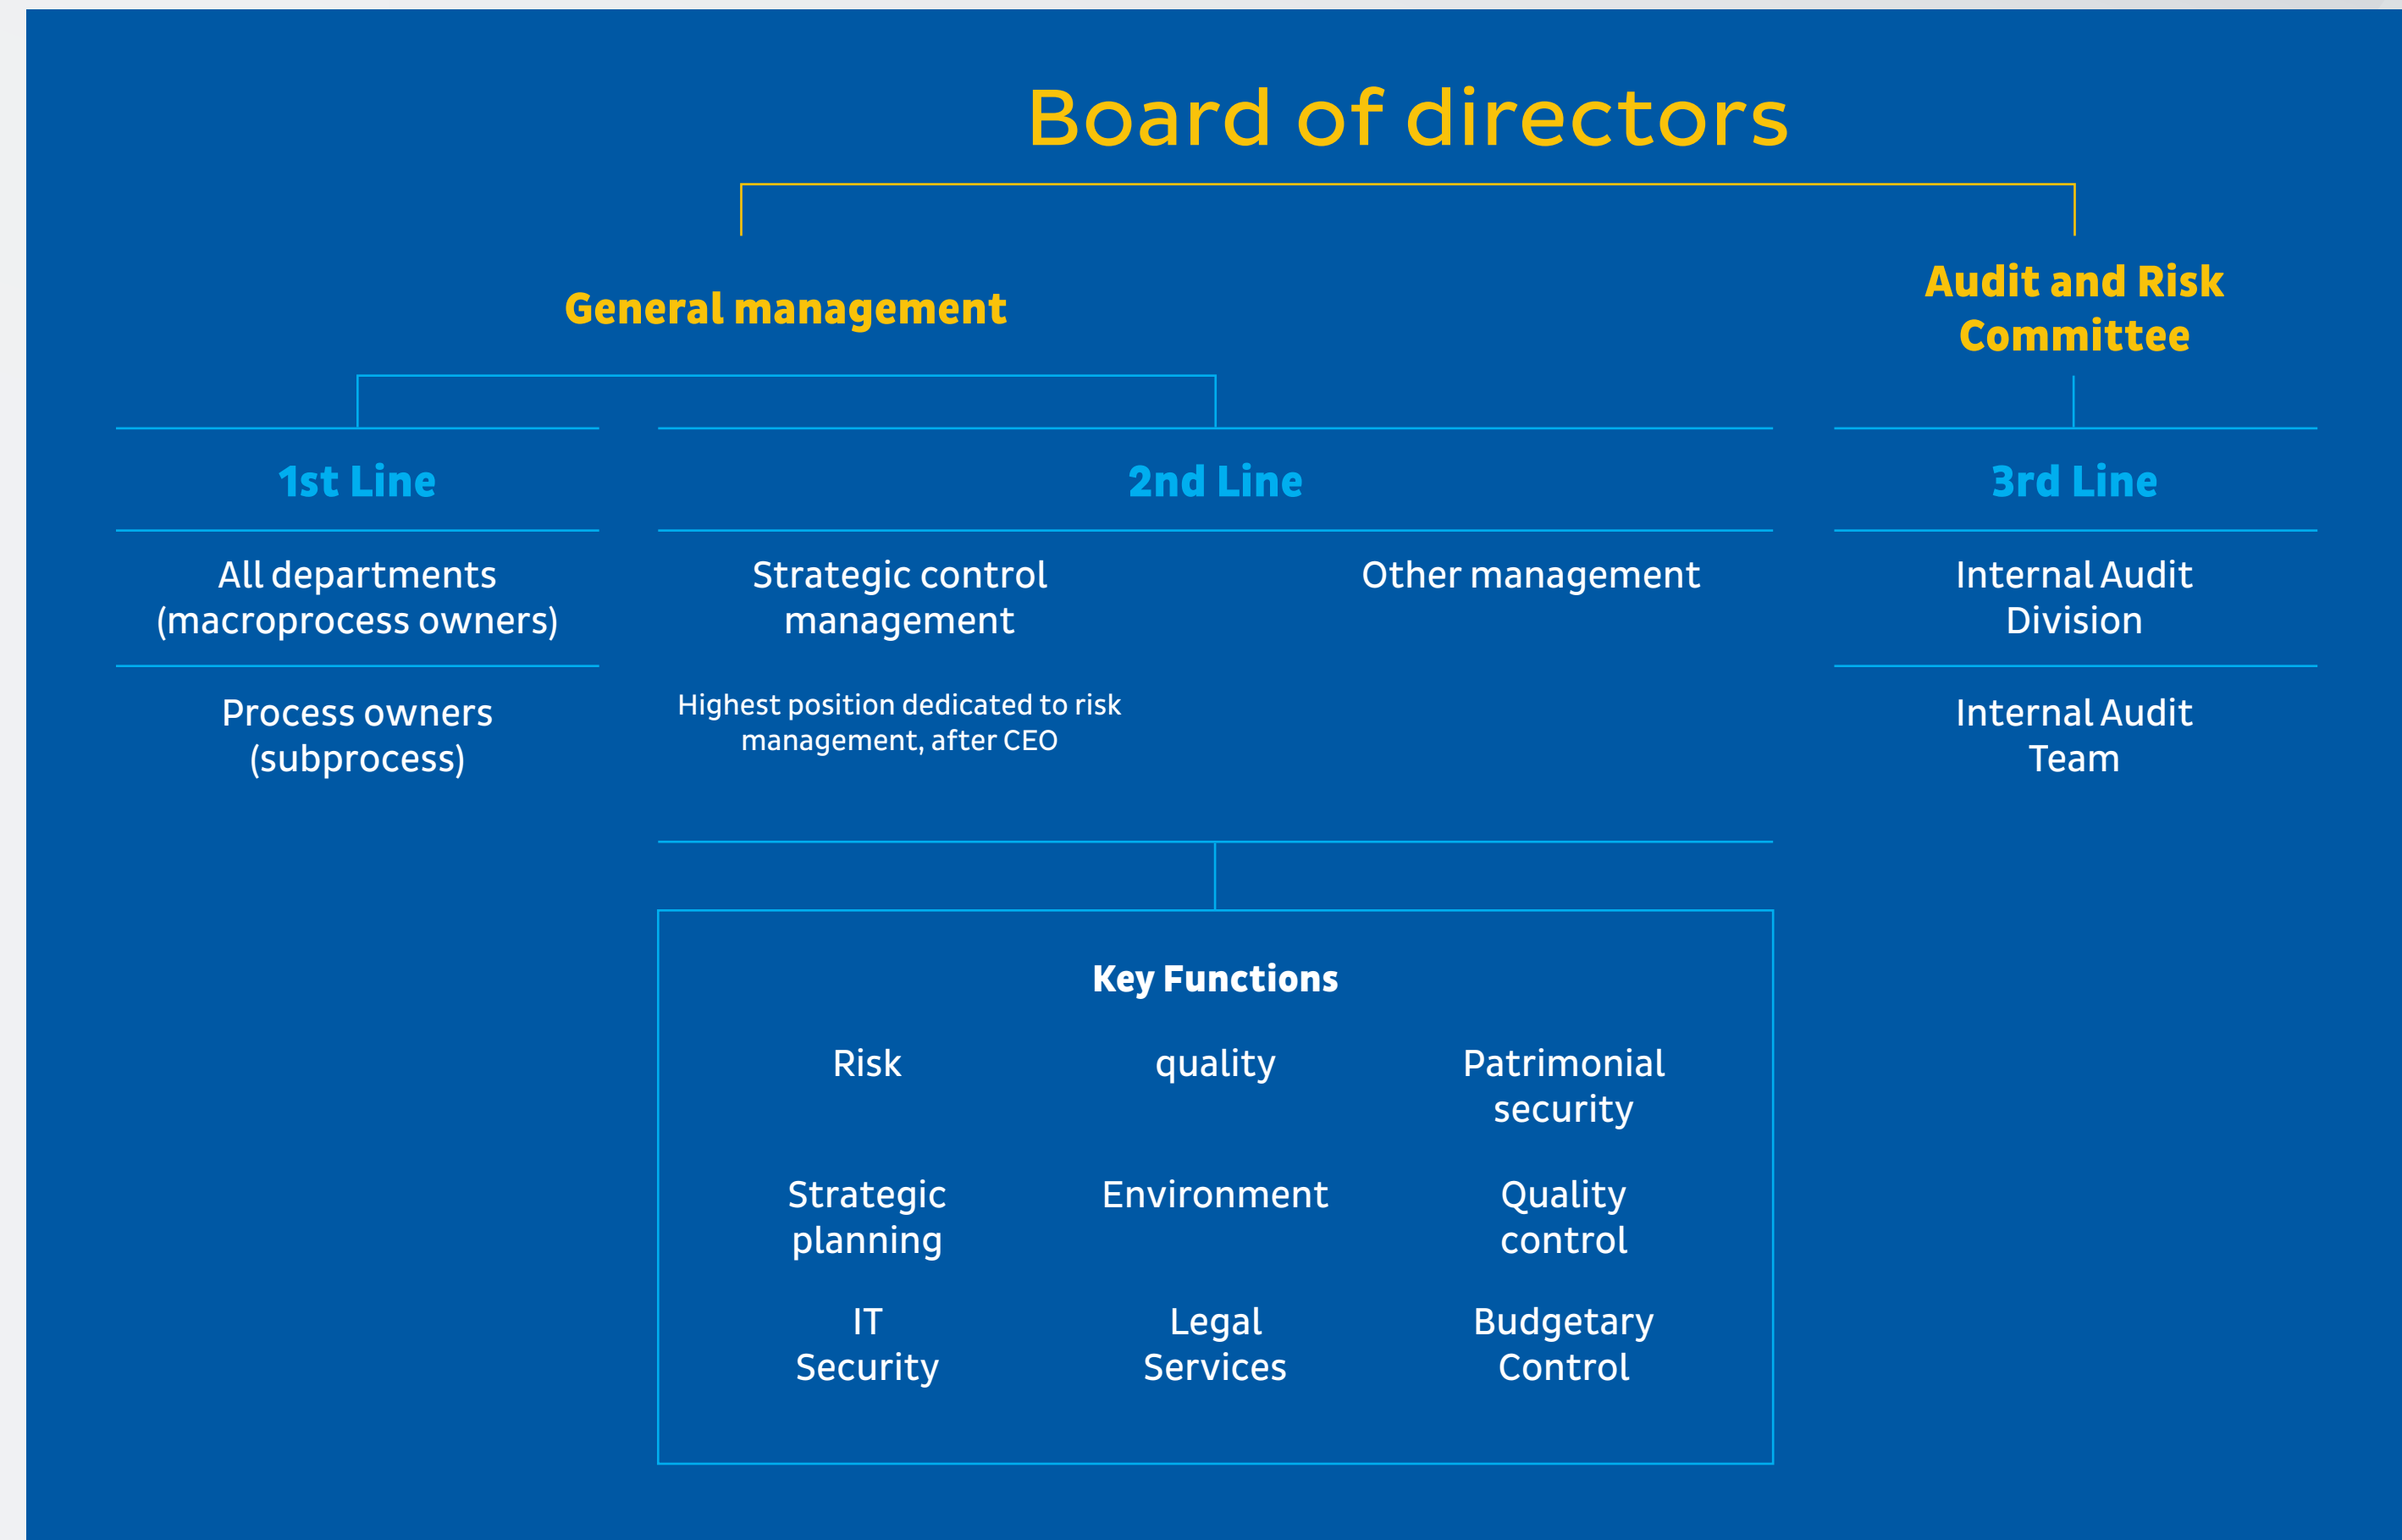 Board of directors
General management
Audit and Risk
Committee
1st Line
2nd Line
3rd Line
All departments
(macroprocess owners)
Process owners
(subprocess)
Strategic control
management
Highest position dedicated to risk
management, after CEO
Other management
Internal Audit
Division
Internal Audit
Team
Key Functions
Risk
quality
Patrimonial
security
Strategic
planning
Environment
Quality
control
IT
Security
Legal
Services
Budgetary
Control